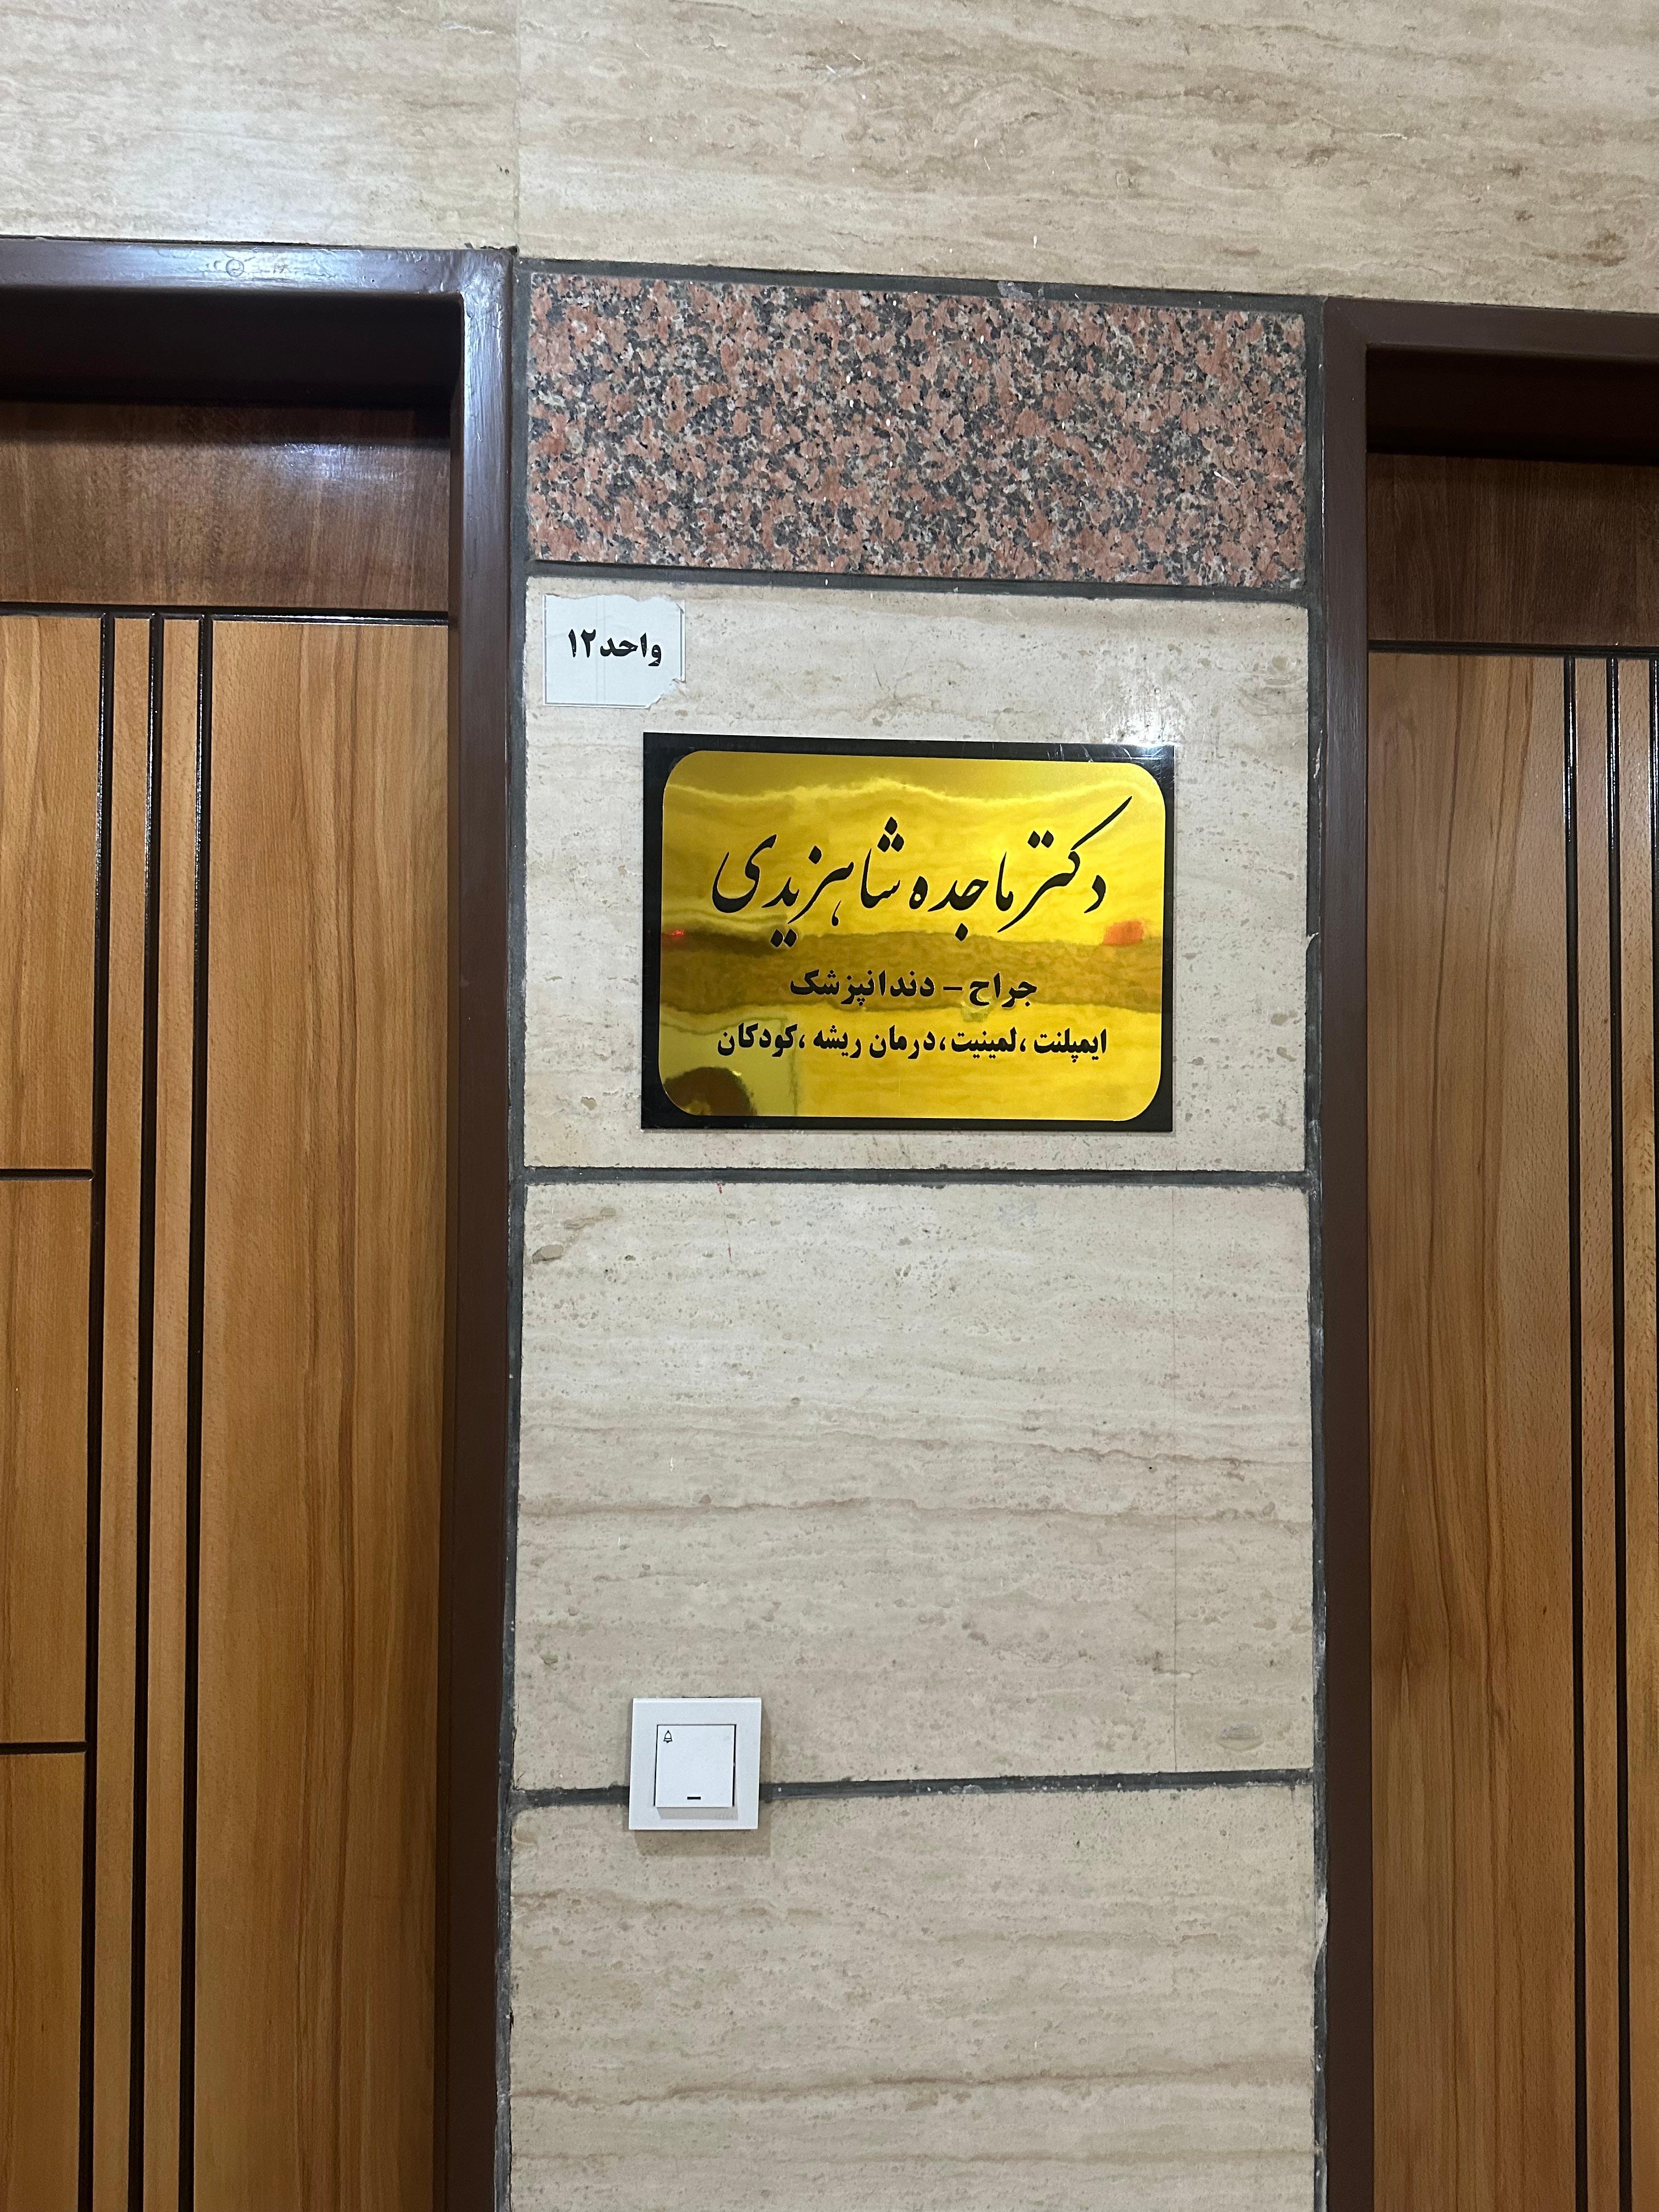 واحد۱۲
دکتر ماجده شاهزیدی
جراح - دندانپزشک
ایمپلنت ، لمینیت ، درمان ریشه ، کودکان